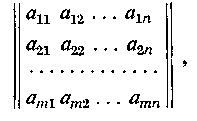 a₁₁ a₁₂ ... a₁ₙ
a₂₁ a₂₂ ... a₂ₙ
.............
aₘ₁ aₘ₂ ... aₘₙ ,